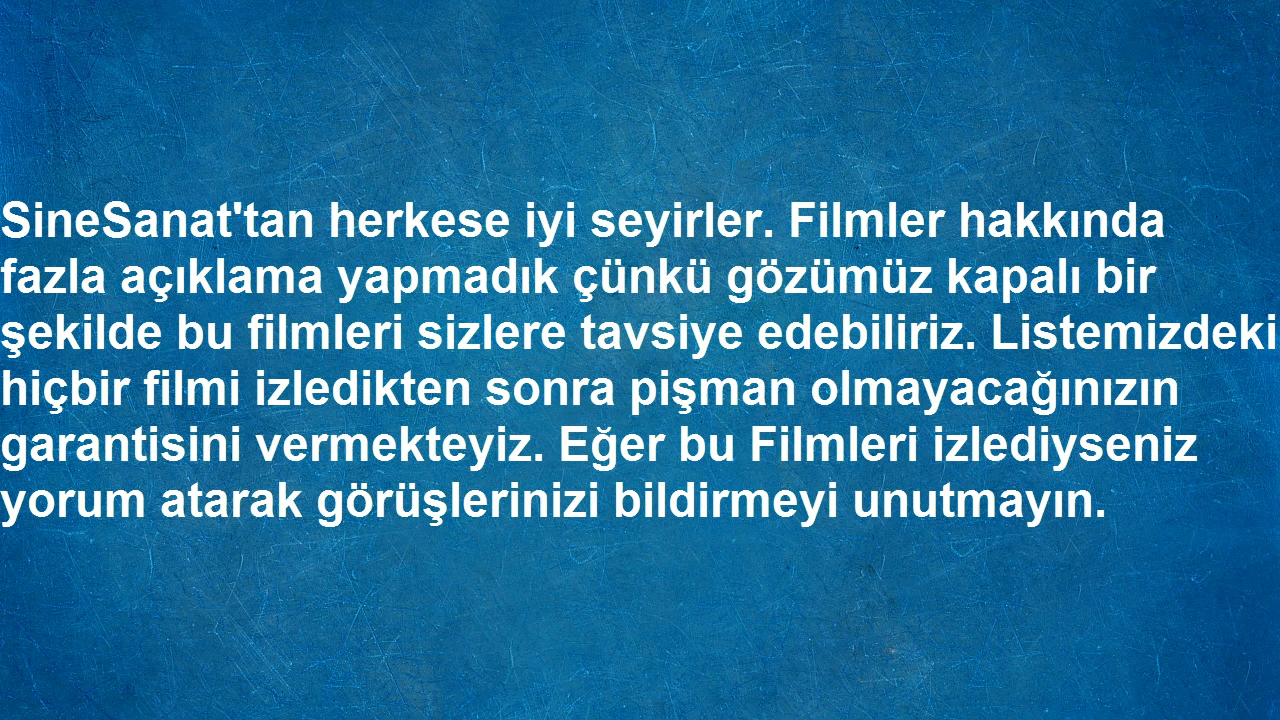 SineSanat'tan herkese iyi seyirler. Filmler hakkında
fazla açıklama yapmadık çünkü gözümüz kapalı bir
şekilde bu filmleri sizlere tavsiye edebiliriz. Listemizdeki
hiçbir filmi izledikten sonra pişman olmayacağınızın
garantisini vermekteyiz. Eğer bu Filmleri izlediyseniz
yorum atarak görüşlerinizi bildirmeyi unutmayın.